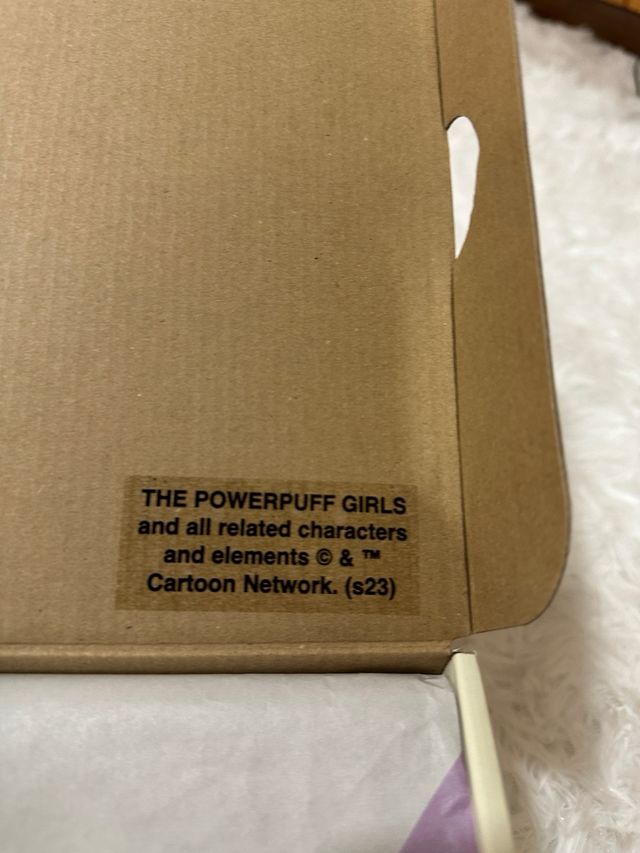 THE POWERPUFF GIRLS
and all related characters
and elements © & ™
Cartoon Network. (s23)